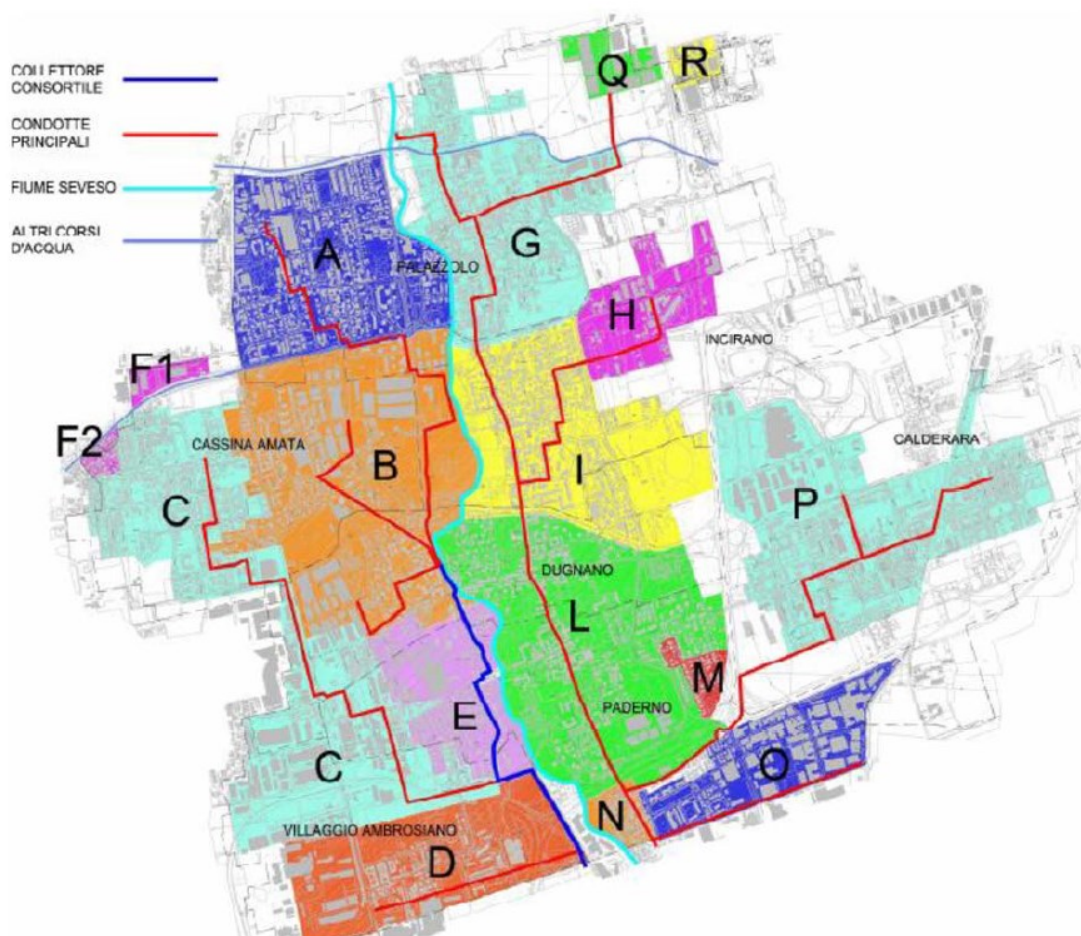 COLLETTORE
CONSORTILE
CONDOTTE
PRINCIPALI
FIUME SEVESO
ALTRI CORSI
D'ACQUA
Q
R
A
PALAZZOLO
G
H
INCIRANO
F1
F2
CASSINA AMATA
B
I
C
P
CALDERARA
DUGNANO
L
M
E
PADERNO
C
O
N
VILLAGGIO AMBROSIANO
D